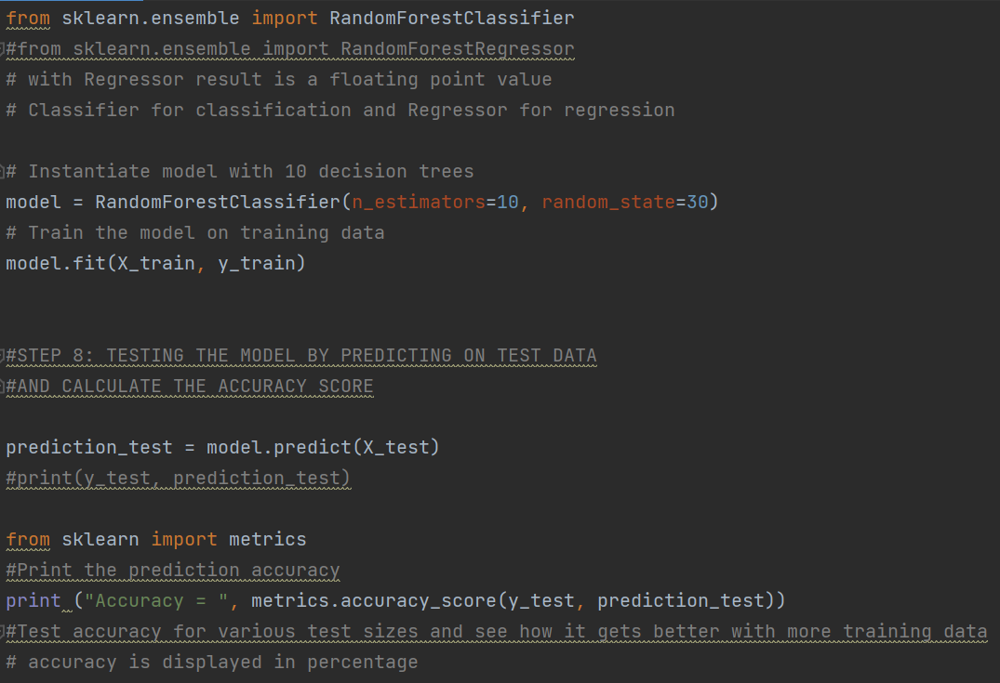 from sklearn.ensemble import RandomForestClassifier
#from sklearn.ensemble import RandomForestRegressor
# with Regressor result is a floating point value
# Classifier for classification and Regressor for regression
# Instantiate model with 10 decision trees
model = RandomForestClassifier(n_estimators=10, random_state=30)
# Train the model on training data
model.fit(X_train, y_train)
#STEP 8: TESTING THE MODEL BY PREDICTING ON TEST DATA
#AND CALCULATE THE ACCURACY SCORE
prediction_test = model.predict(X_test)
#print(y_test, prediction_test)
from sklearn import metrics
#Print the prediction accuracy
print ("Accuracy = ", metrics.accuracy_score(y_test, prediction_test))
#Test accuracy for various test sizes and see how it gets better with more training data
# accuracy is displayed in percentage